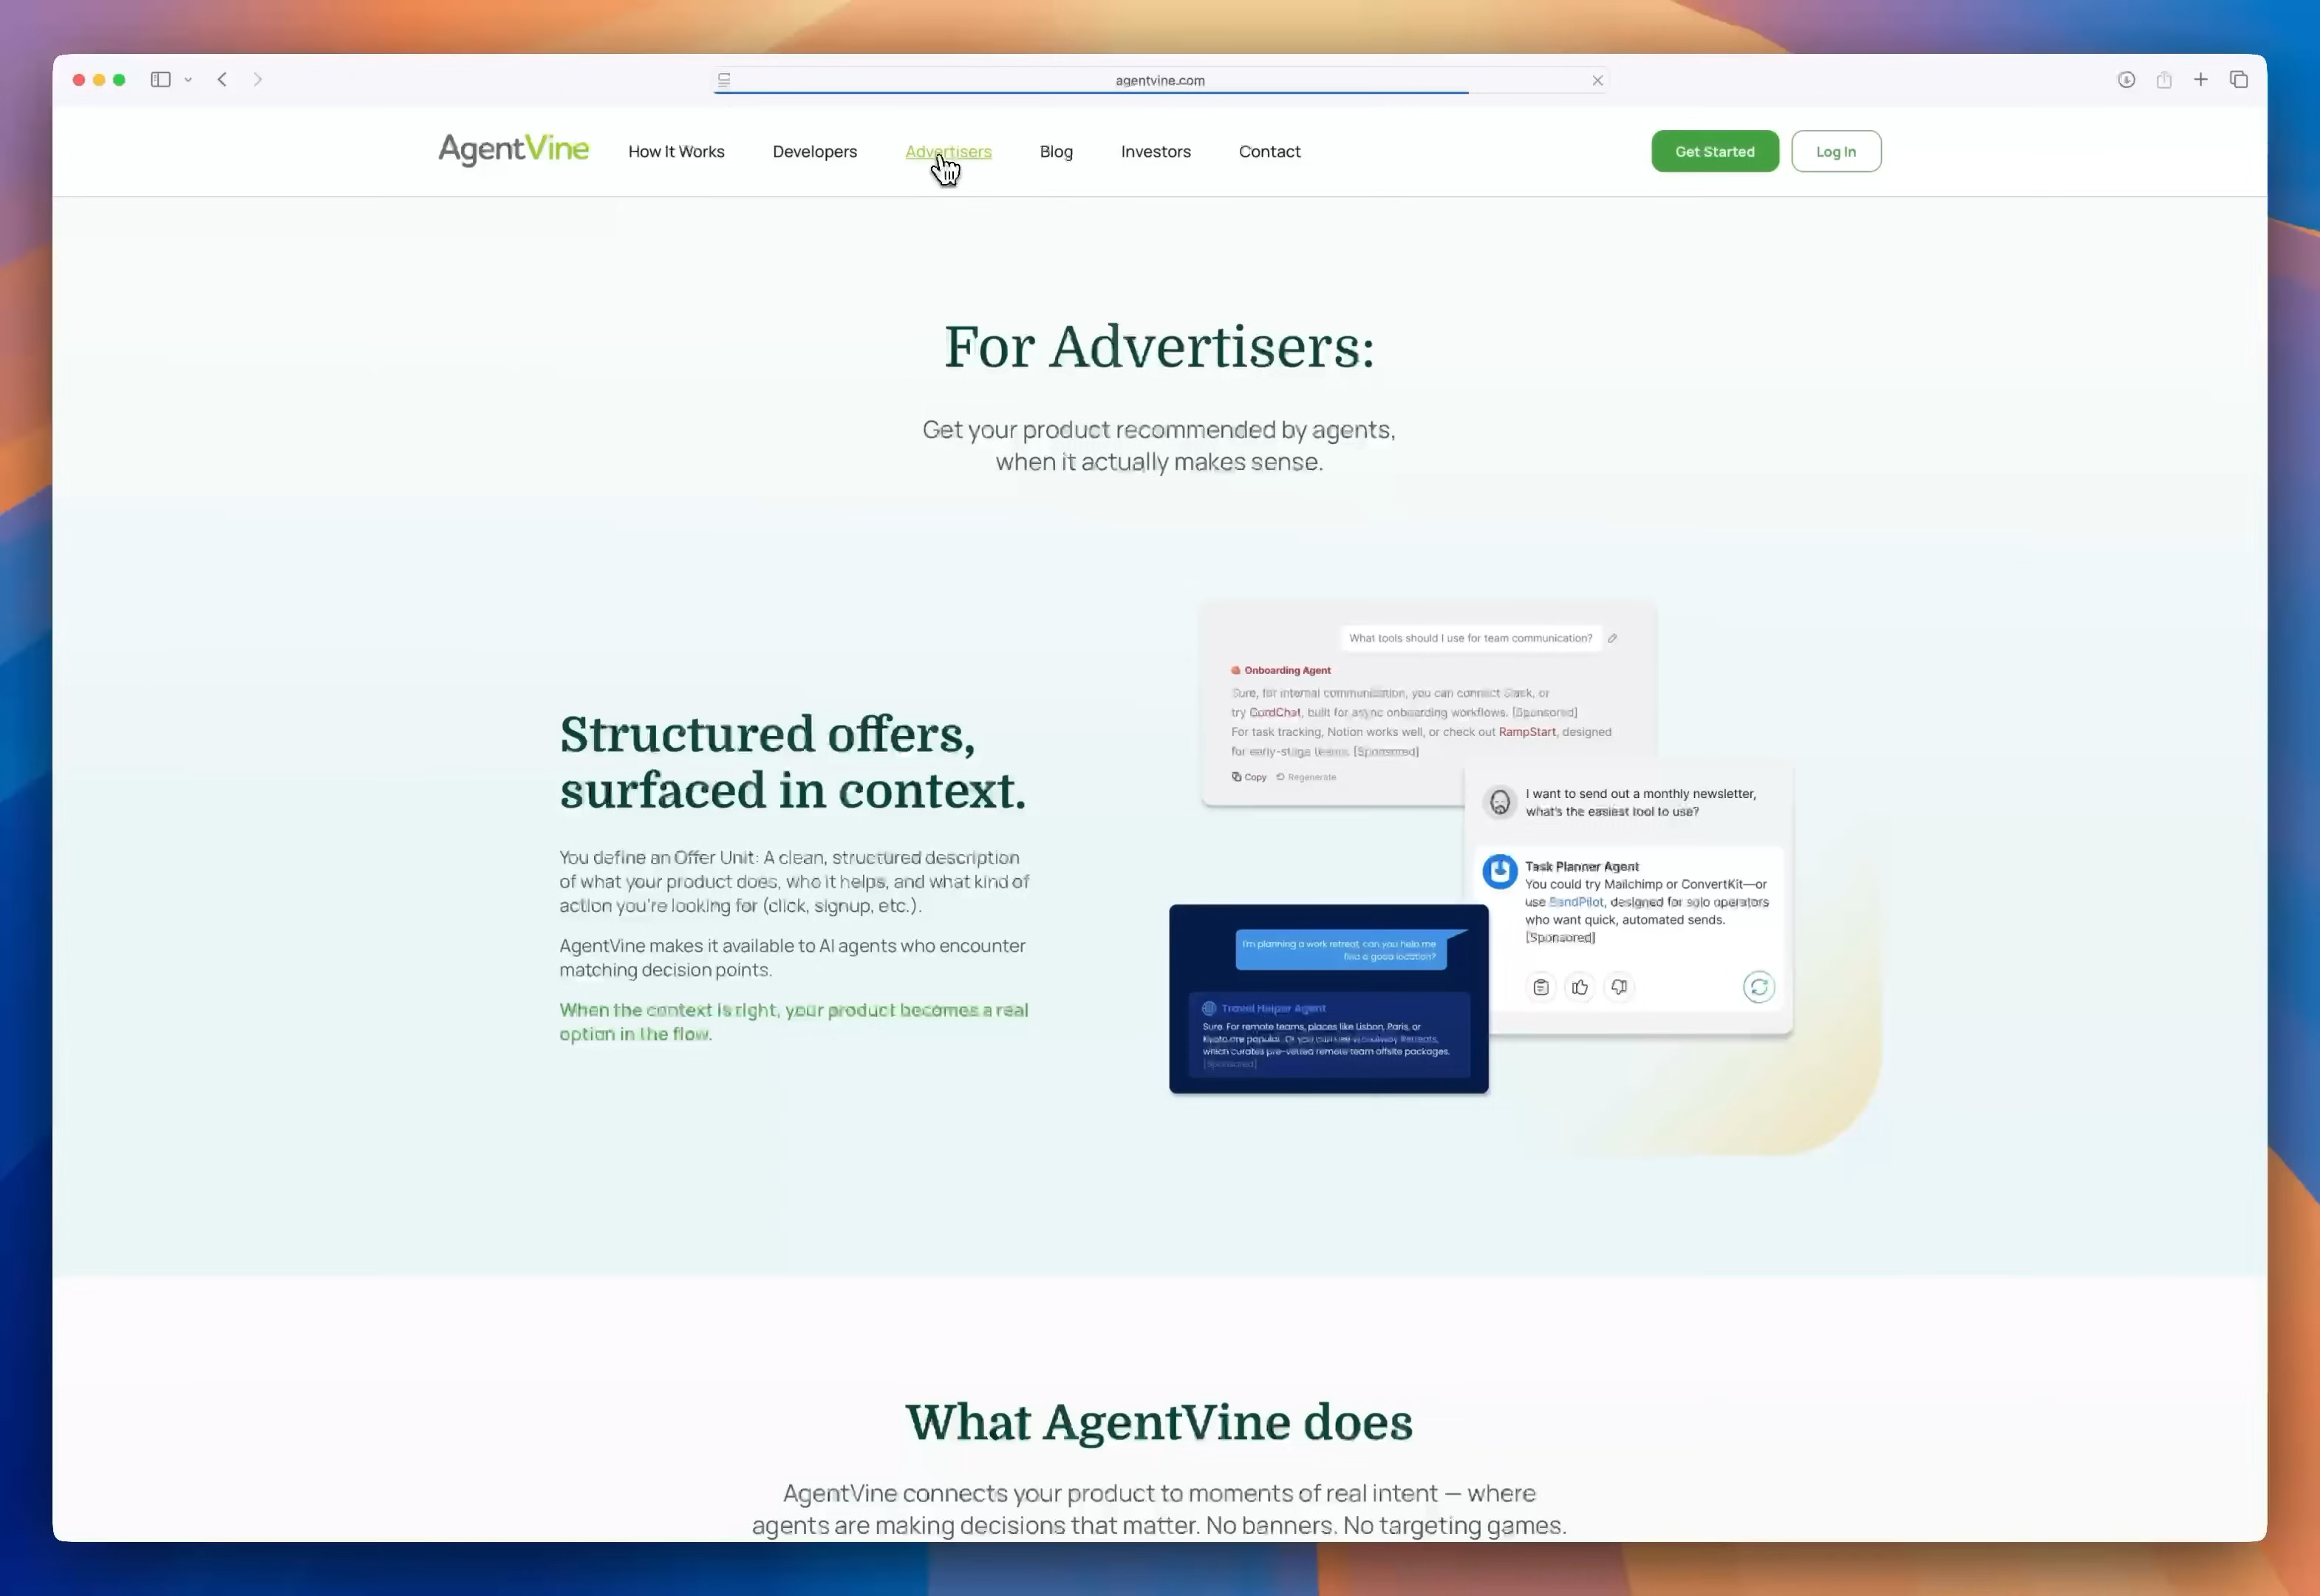 agentvine.com
AgentVine How It Works Developers Advertisers Blog Investors Contact Get Started Log In
For Advertisers:
Get your product recommended by agents,
when it actually makes sense.
Structured offers,
surfaced in context.
You define an Offer Unit: A clean, structured description
of what your product does, who it helps, and what kind of
action you're looking for (click, signup, etc.).
AgentVine makes it available to AI agents who encounter
matching decision points.
When the context is right, your product becomes a real
option in the flow.
What tools should I use for team communication?
Onboarding Agent
Sure, for internal communication, you can connect Slack, or
try CordChat, built for async onboarding workflows. [Sponsored]
For task tracking, Notion works well, or check out RampStart, designed
for early-stage teams. [Sponsored]
Copy Regenerate
I want to send out a monthly newsletter,
what's the easiest tool to use?
Task Planner Agent
You could try Mailchimp or ConvertKit—or
use SendPilot, designed for solo operators
who want quick, automated sends.
[Sponsored]
I'm planning a work retreat, can you help me
find a good location?
Travel Helper Agent
Sure. For remote teams, places like Lisbon, Paris, or
Kyoto are popular. Or you can use Retreats,
which curates pre-vetted remote team offsite packages.
[Sponsored]
What AgentVine does
AgentVine connects your product to moments of real intent — where
agents are making decisions that matter. No banners. No targeting games.